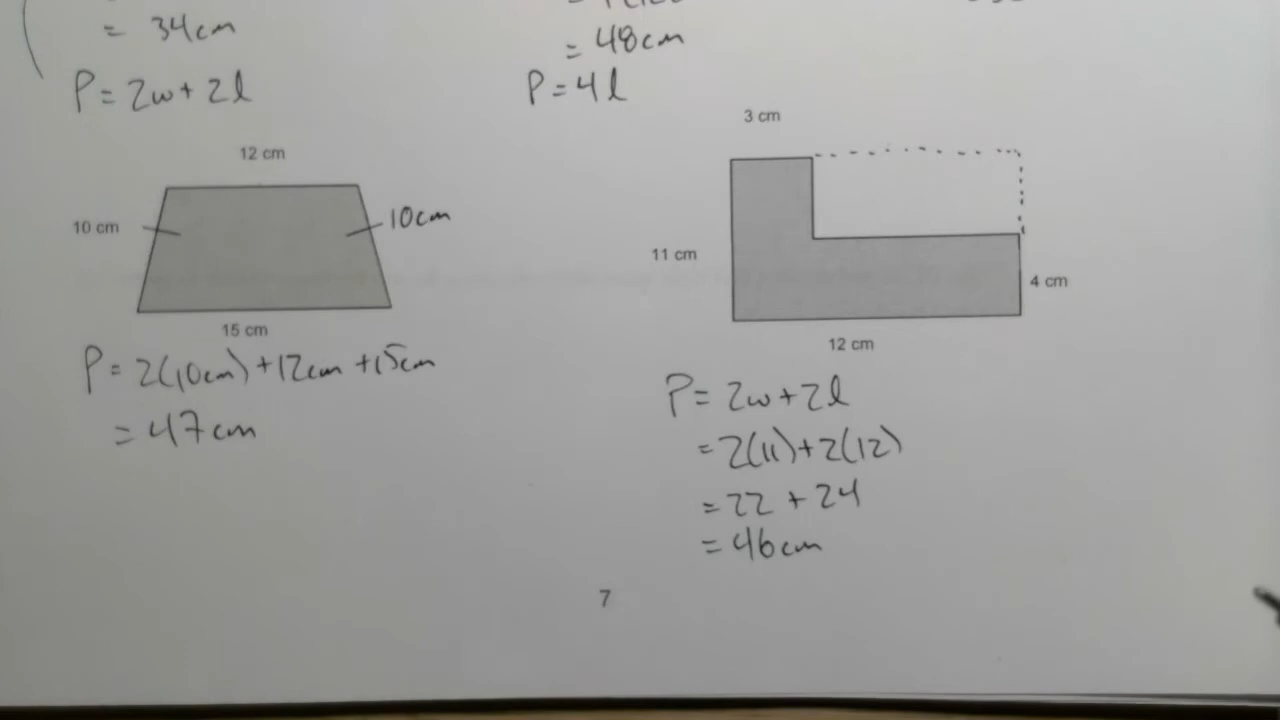 = 34cm
= 48cm
P = 2w + 2l
P = 4l
12 cm
10 cm
10cm
15 cm
P = 2(10cm) + 12cm + 15cm
= 47cm
3 cm
11 cm
4 cm
12 cm
P = 2w + 2l
= 2(11) + 2(12)
= 22 + 24
= 46cm
7